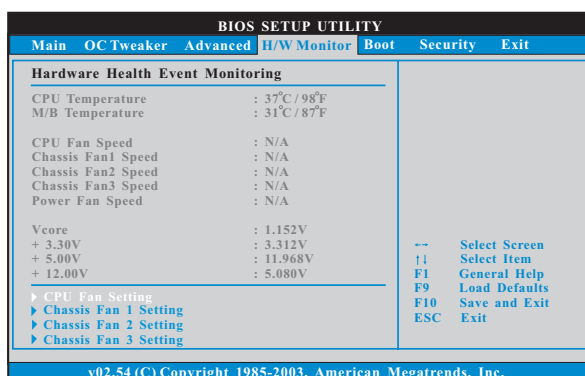 BIOS SETUP UTILITY
Main OC Tweaker Advanced H/W Monitor Boot Security Exit
Hardware Health Event Monitoring
CPU Temperature : 37°C / 98°F
M/B Temperature : 31°C / 87°F
CPU Fan Speed : N/A
Chassis Fan1 Speed : N/A
Chassis Fan2 Speed : N/A
Chassis Fan3 Speed : N/A
Power Fan Speed : N/A
Vcore : 1.152V
+ 3.30V : 3.312V
+ 5.00V : 11.968V
+ 12.00V : 5.080V
CPU Fan Setting
Chassis Fan 1 Setting
Chassis Fan 2 Setting
Chassis Fan 3 Setting
←→ Select Screen
↑↓ Select Item
F1 General Help
F9 Load Defaults
F10 Save and Exit
ESC Exit
v02.54 (C) Copyright 1985-2003, American Megatrends, Inc.